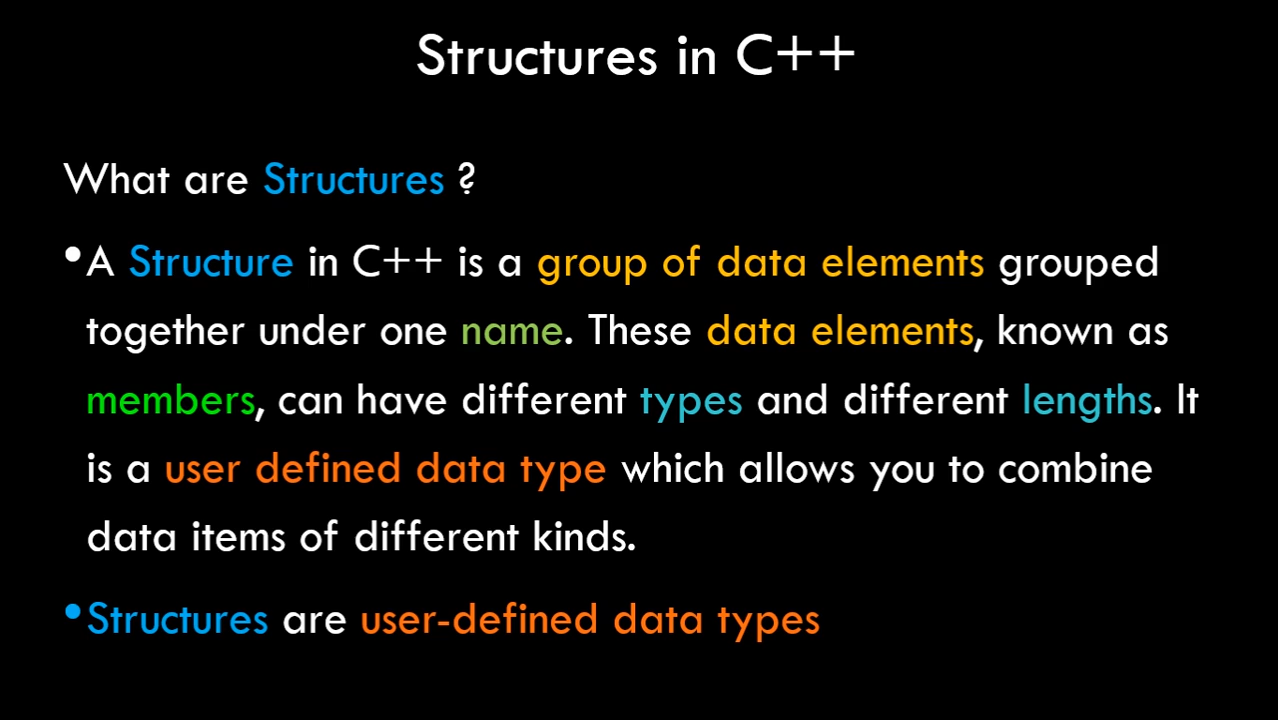 Structures in C++
What are Structures ?
•A Structure in C++ is a group of data elements grouped
together under one name. These data elements, known as
members, can have different types and different lengths. It
is a user defined data type which allows you to combine
data items of different kinds.
•Structures are user-defined data types